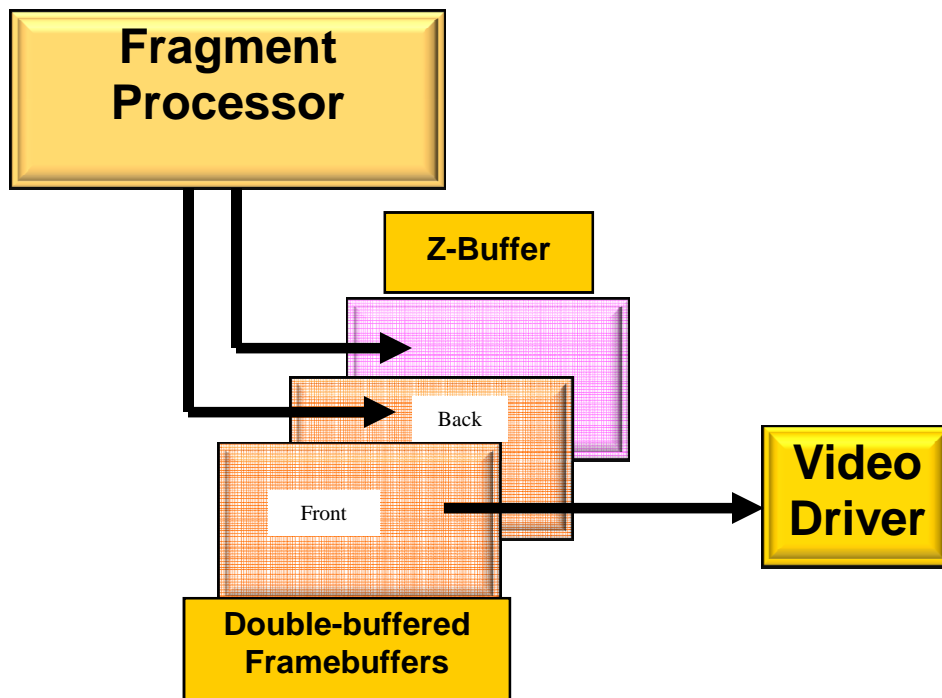 Fragment
Processor
Z-Buffer
Back
Front
Video
Driver
Double-buffered
Framebuffers